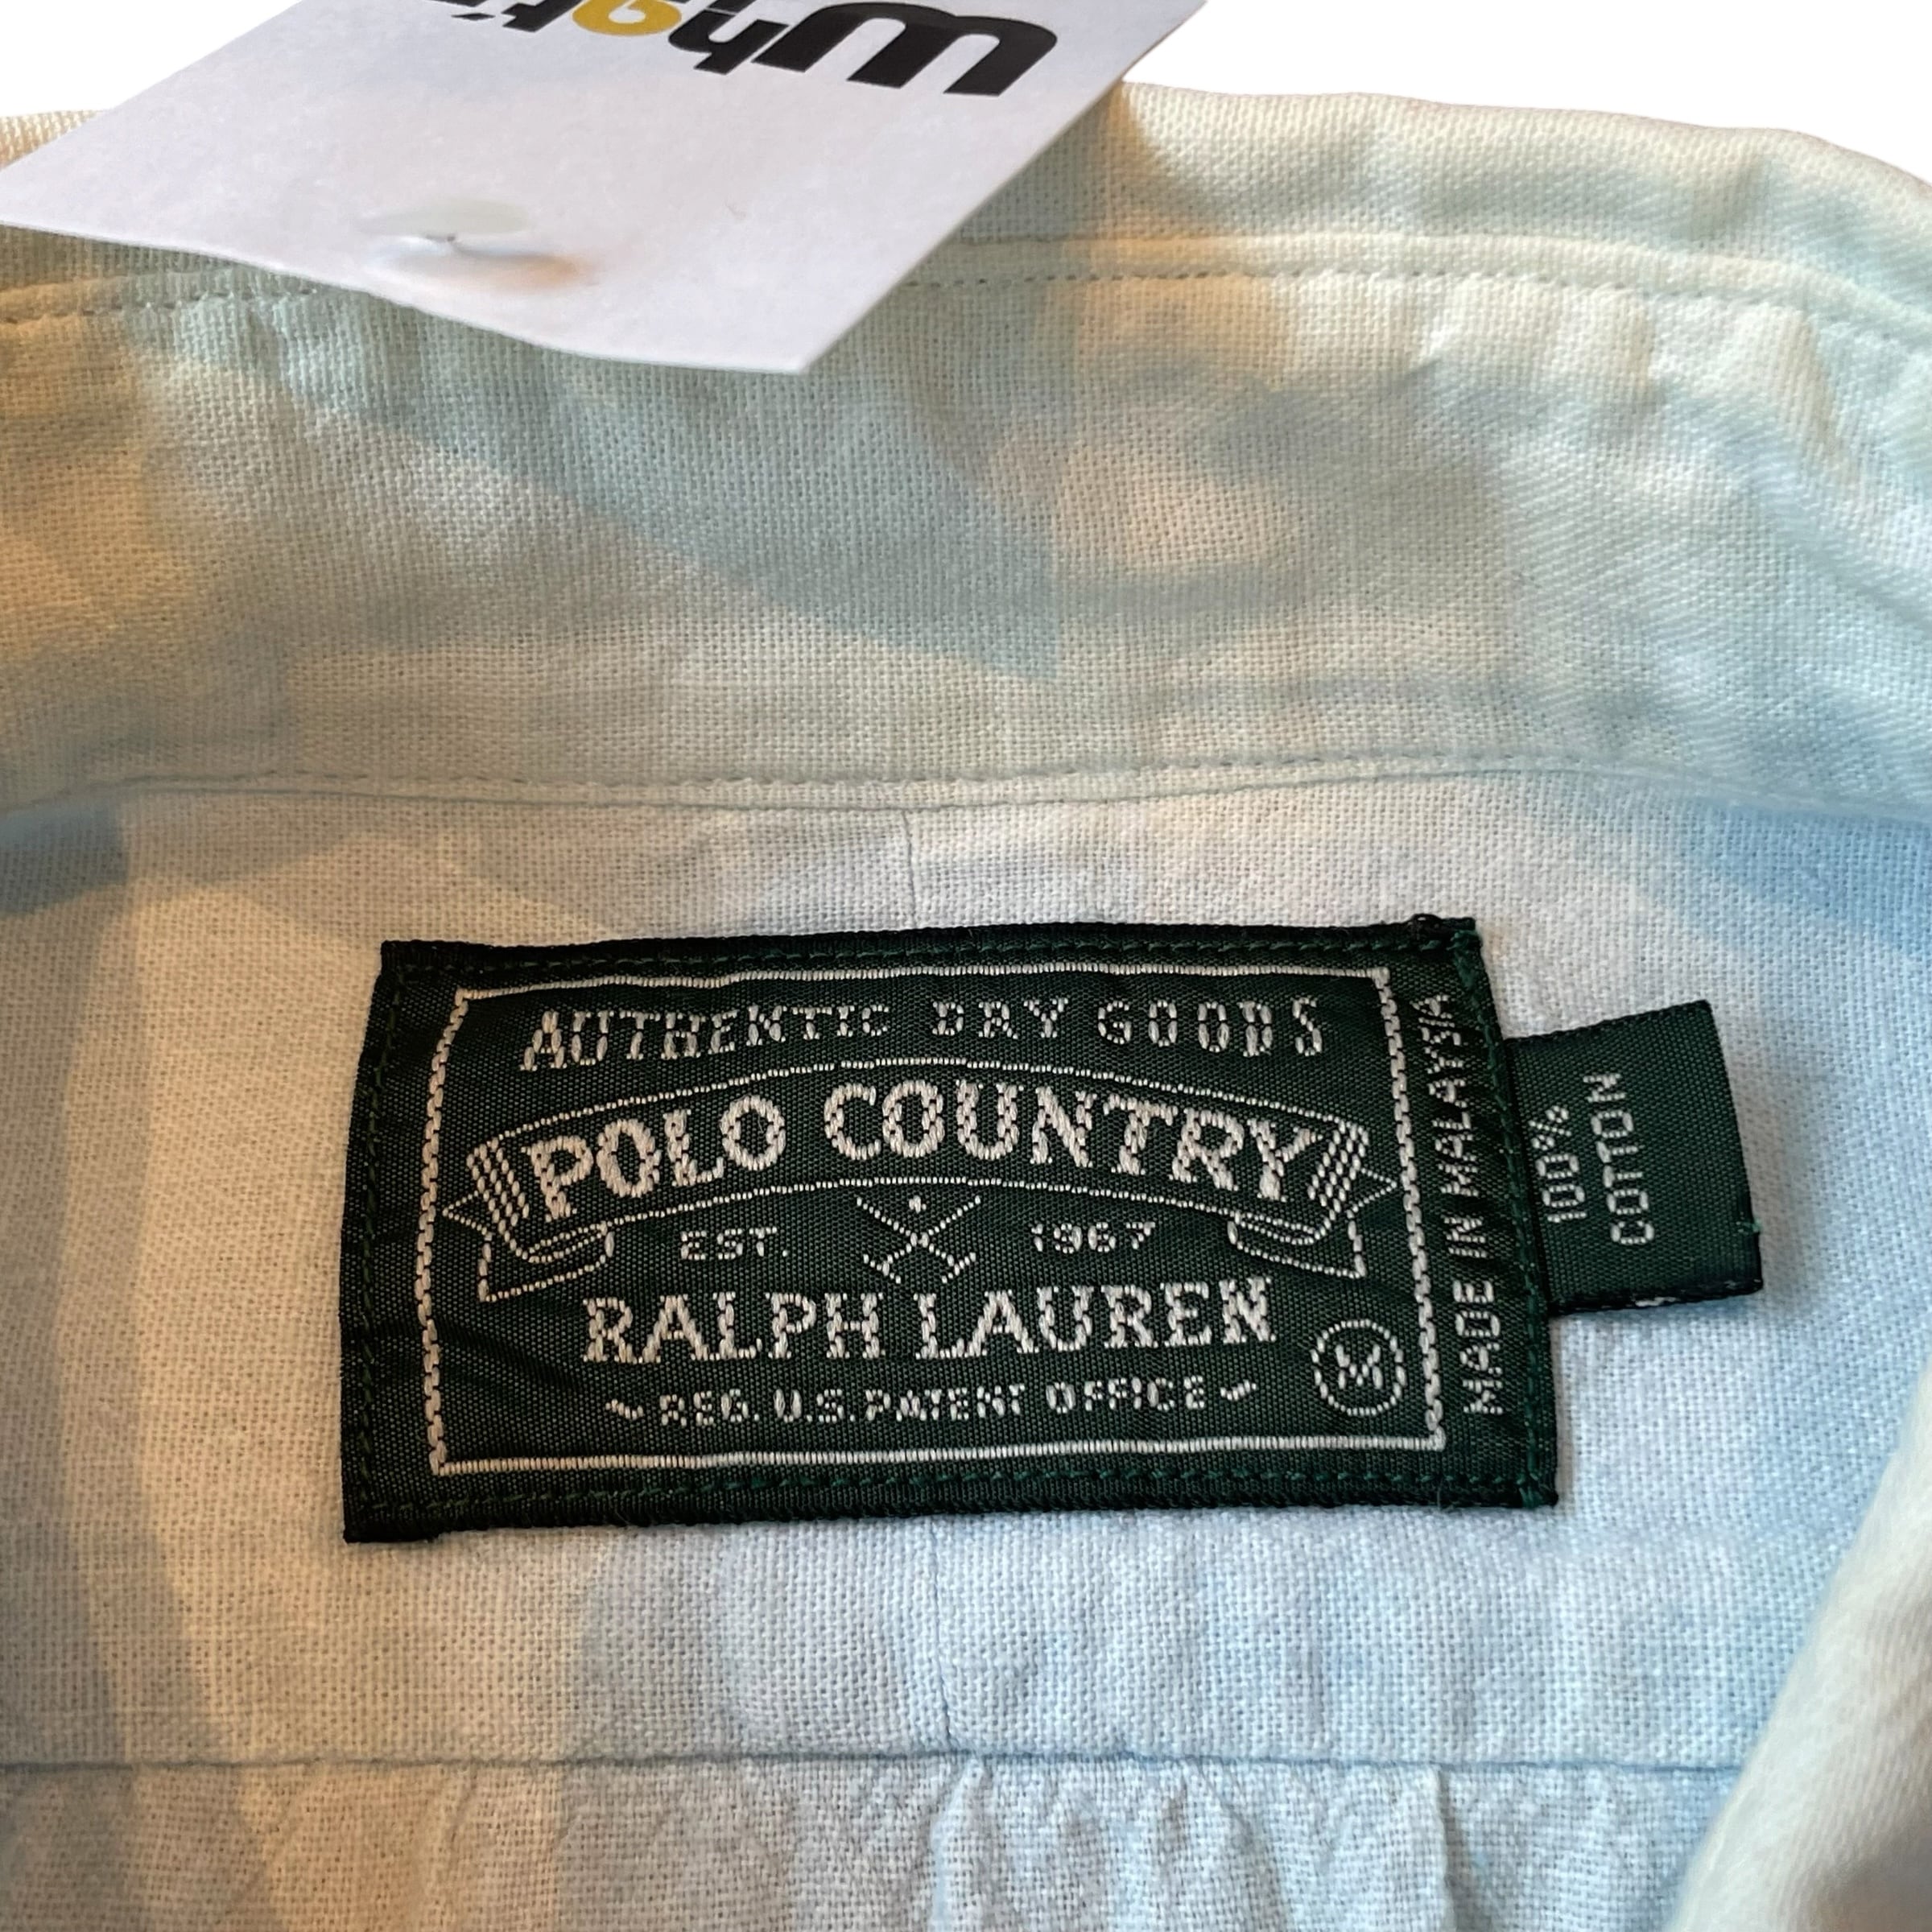 AUTHENTIC DRY GOODS
POLO COUNTRY
EST. 1967
RALPH LAUREN
REG. U.S. PATENT OFFICE
M
MADE IN MALAYSIA
100%
COTTON